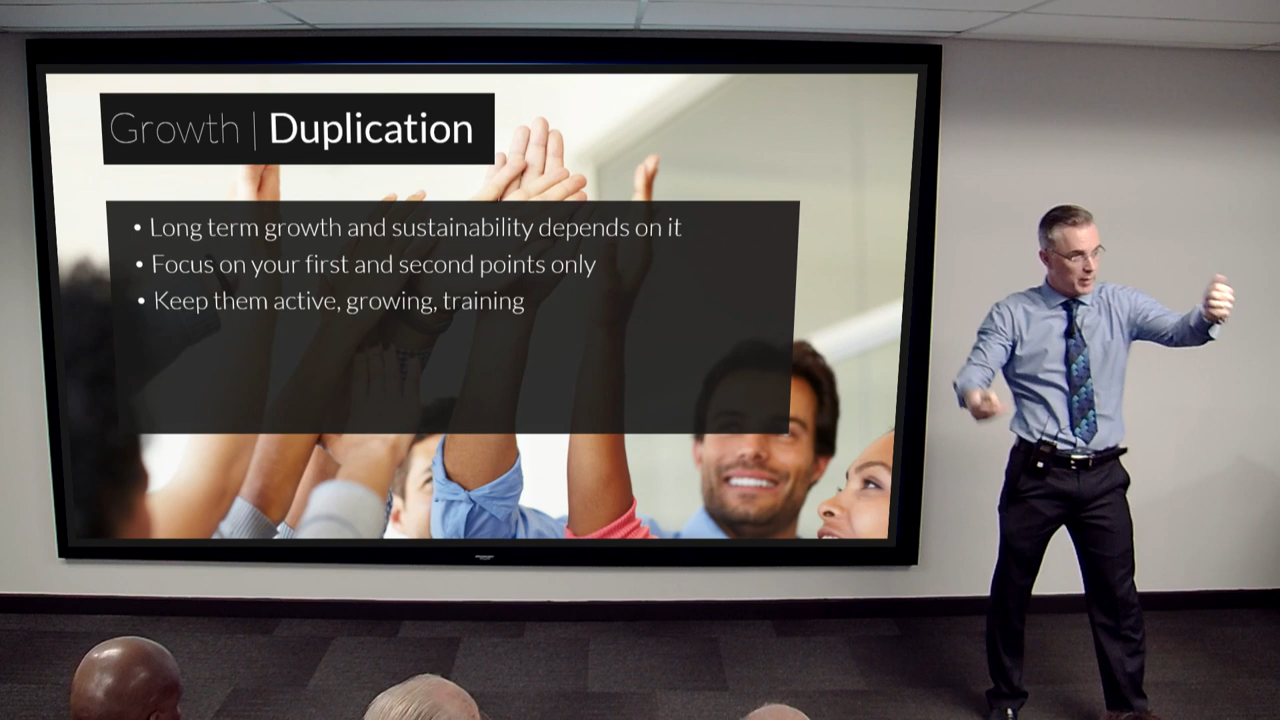 Growth | Duplication
• Long term growth and sustainability depends on it
• Focus on your first and second points only
• Keep them active, growing, training